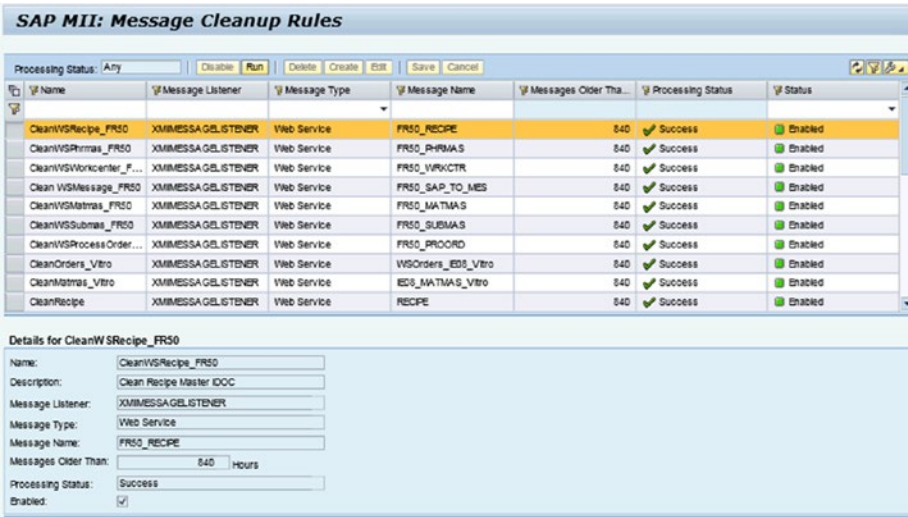 SAP MII: Message Cleanup Rules
Processing Status: Any Disable Run Delete Create Edit Save Cancel
Name Message Listener Message Type Message Name Messages Older Tha... Processing Status Status
CleanWSRecipe_FR50 XMIMESSAGELISTENER Web Service FR50_RECIPE 840 Success Enabled
CleanWSPhrmas_FR50 XMIMESSAGELISTENER Web Service FR50_PHRMAS 840 Success Enabled
CleanWSWorkcenter_F... XMIMESSAGELISTENER Web Service FR50_WRKCTR 840 Success Enabled
Clean WSMessage_FR50 XMIMESSAGELISTENER Web Service FR50_SAP_TO_MES 840 Success Enabled
CleanWSMatmas_FR50 XMIMESSAGELISTENER Web Service FR50_MATMAS 840 Success Enabled
CleanWSSubmas_FR50 XMIMESSAGELISTENER Web Service FR50_SUBMAS 840 Success Enabled
CleanWSProcessOrder... XMIMESSAGELISTENER Web Service FR50_PROORD 840 Success Enabled
CleanOrders_Vitro XMIMESSAGELISTENER Web Service WSOrders_IE08_Vitro 840 Success Enabled
CleanMatmas_Vitro XMIMESSAGELISTENER Web Service IE08_MATMAS_Vitro 840 Success Enabled
CleanRecipe XMIMESSAGELISTENER Web Service RECIPE 840 Success Enabled
Details for CleanWSRecipe_FR50
Name: CleanWSRecipe_FR50
Description: Clean Recipe Master IDOC
Message Listener: XMIMESSAGELISTENER
Message Type: Web Service
Message Name: FR50_RECIPE
Messages Older Than: 840 Hours
Processing Status: Success
Enabled: